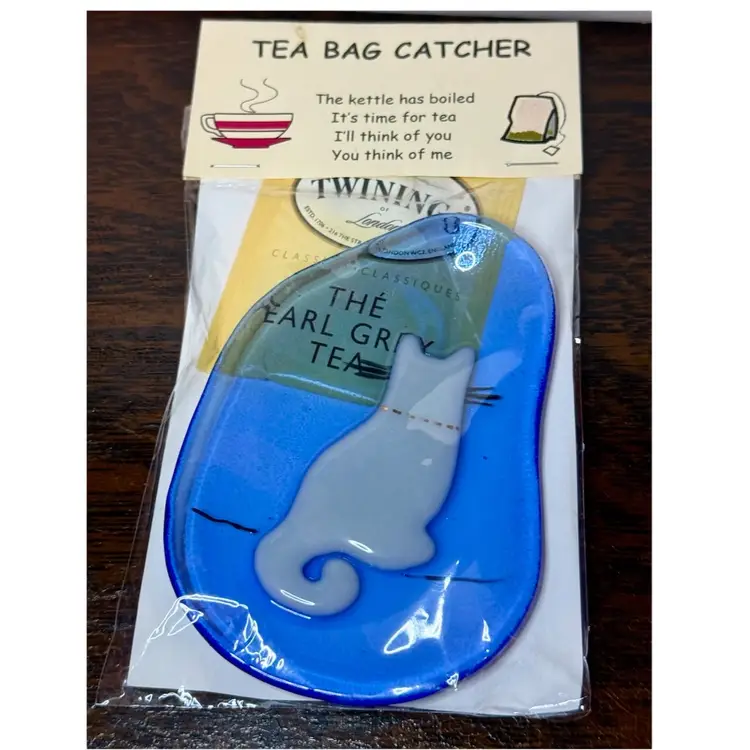 TEA BAG CATCHER
The kettle has boiled
It's time for tea
I'll think of you
You think of me
TWINING
OF
London
CLASSIQUES
THÉ
EARL GREY
TEA